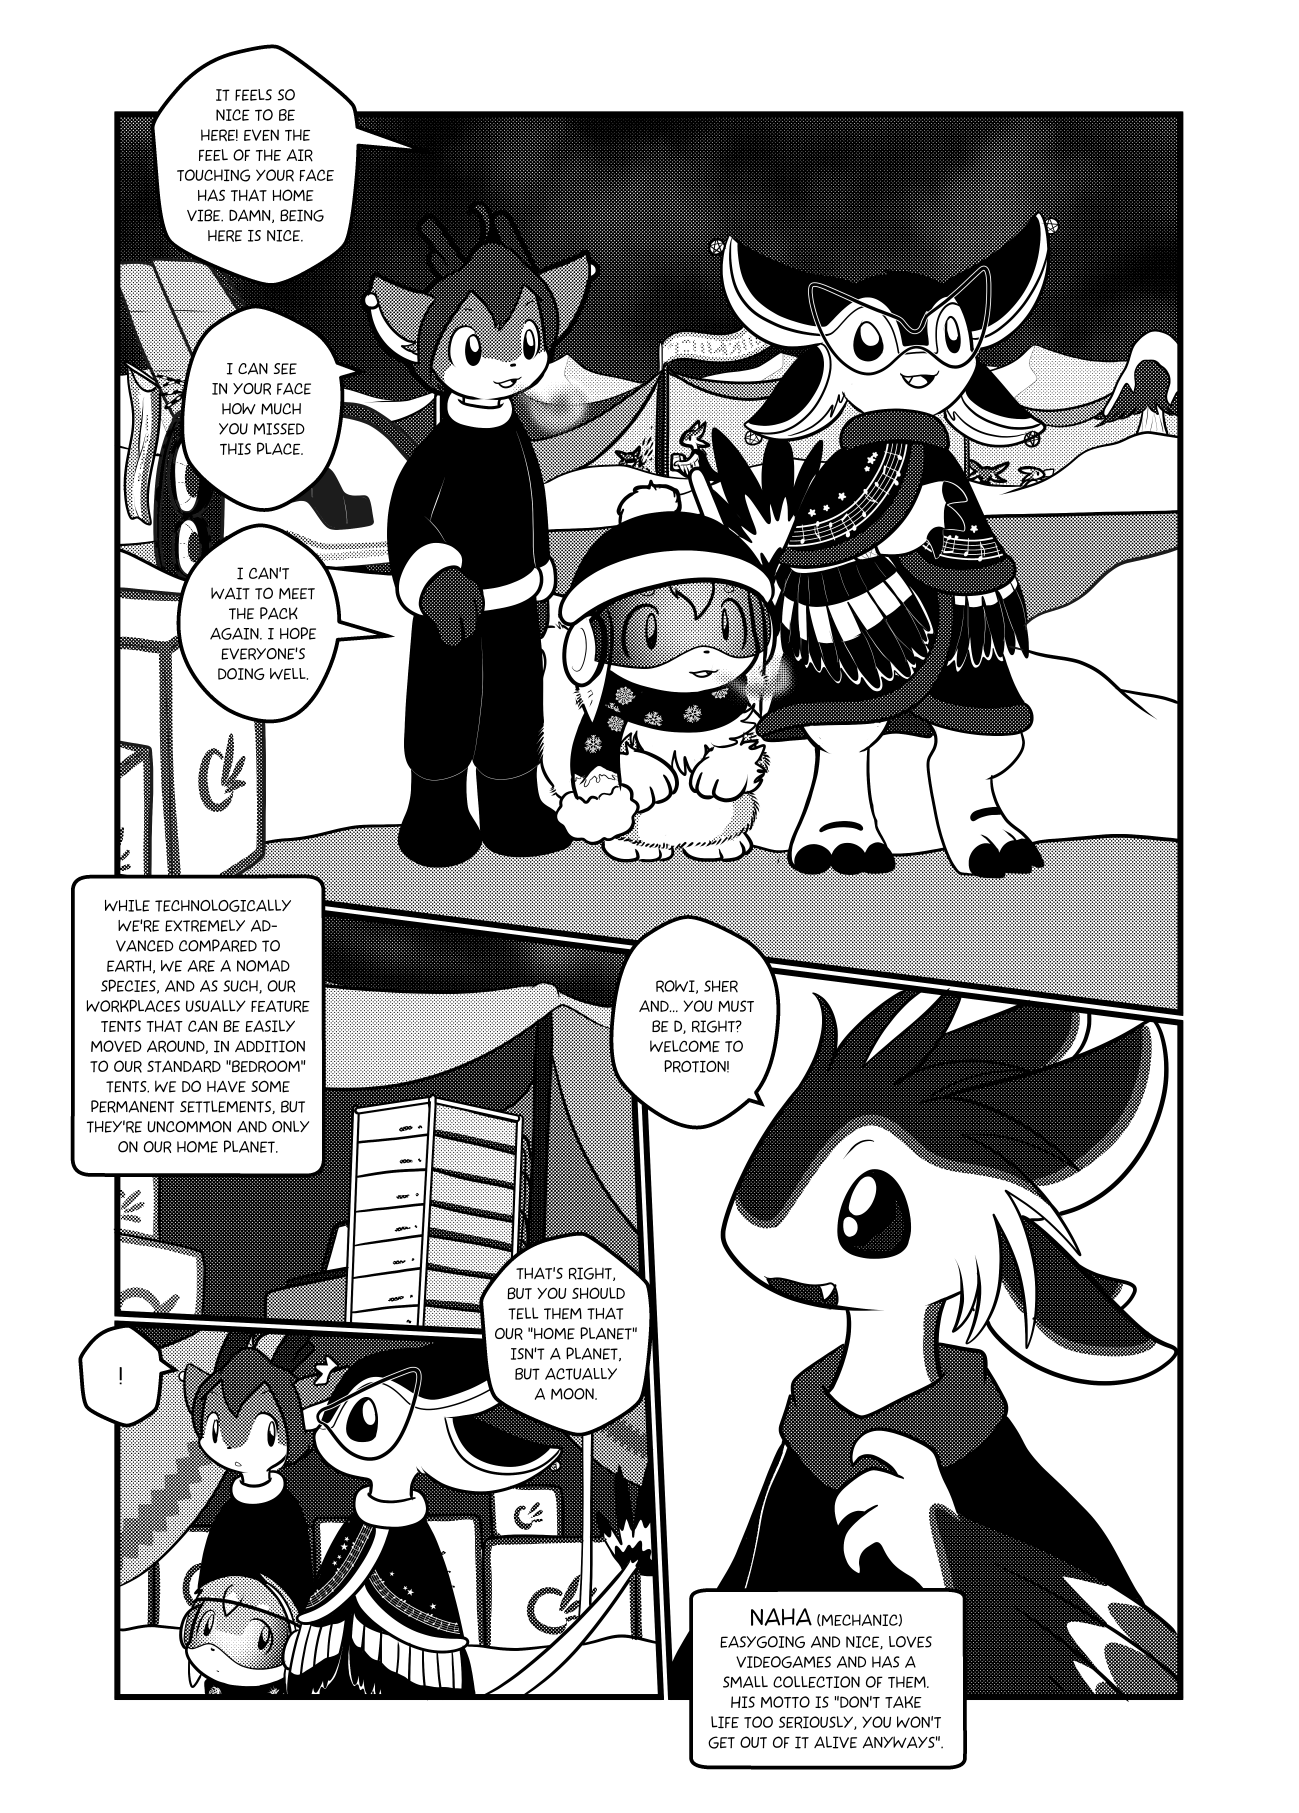 IT FEELS SO
NICE TO BE
HERE! EVEN THE
FEEL OF THE AIR
TOUCHING YOUR FACE
HAS THAT HOME
VIBE. DAMN, BEING
HERE IS NICE.
I CAN SEE
IN YOUR FACE
HOW MUCH
YOU MISSED
THIS PLACE.
I CAN'T
WAIT TO MEET
THE PACK
AGAIN. I HOPE
EVERYONE'S
DOING WELL.
WHILE TECHNOLOGICALLY
WE'RE EXTREMELY AD-
VANCED COMPARED TO
EARTH, WE ARE A NOMAD
SPECIES, AND AS SUCH, OUR
WORKPLACES USUALLY FEATURE
TENTS THAT CAN BE EASILY
MOVED AROUND, IN ADDITION
TO OUR STANDARD "BEDROOM"
TENTS. WE DO HAVE SOME
PERMANENT SETTLEMENTS, BUT
THEY'RE UNCOMMON AND ONLY
ON OUR HOME PLANET.
ROWI, SHER
AND... YOU MUST
BE D, RIGHT?
WELCOME TO
PROTION!
THAT'S RIGHT,
BUT YOU SHOULD
TELL THEM THAT
OUR "HOME PLANET"
ISN'T A PLANET,
BUT ACTUALLY
A MOON.
!
NAHA (MECHANIC)
EASYGOING AND NICE, LOVES
VIDEOGAMES AND HAS A
SMALL COLLECTION OF THEM.
HIS MOTTO IS "DON'T TAKE
LIFE TOO SERIOUSLY, YOU WON'T
GET OUT OF IT ALIVE ANYWAYS".